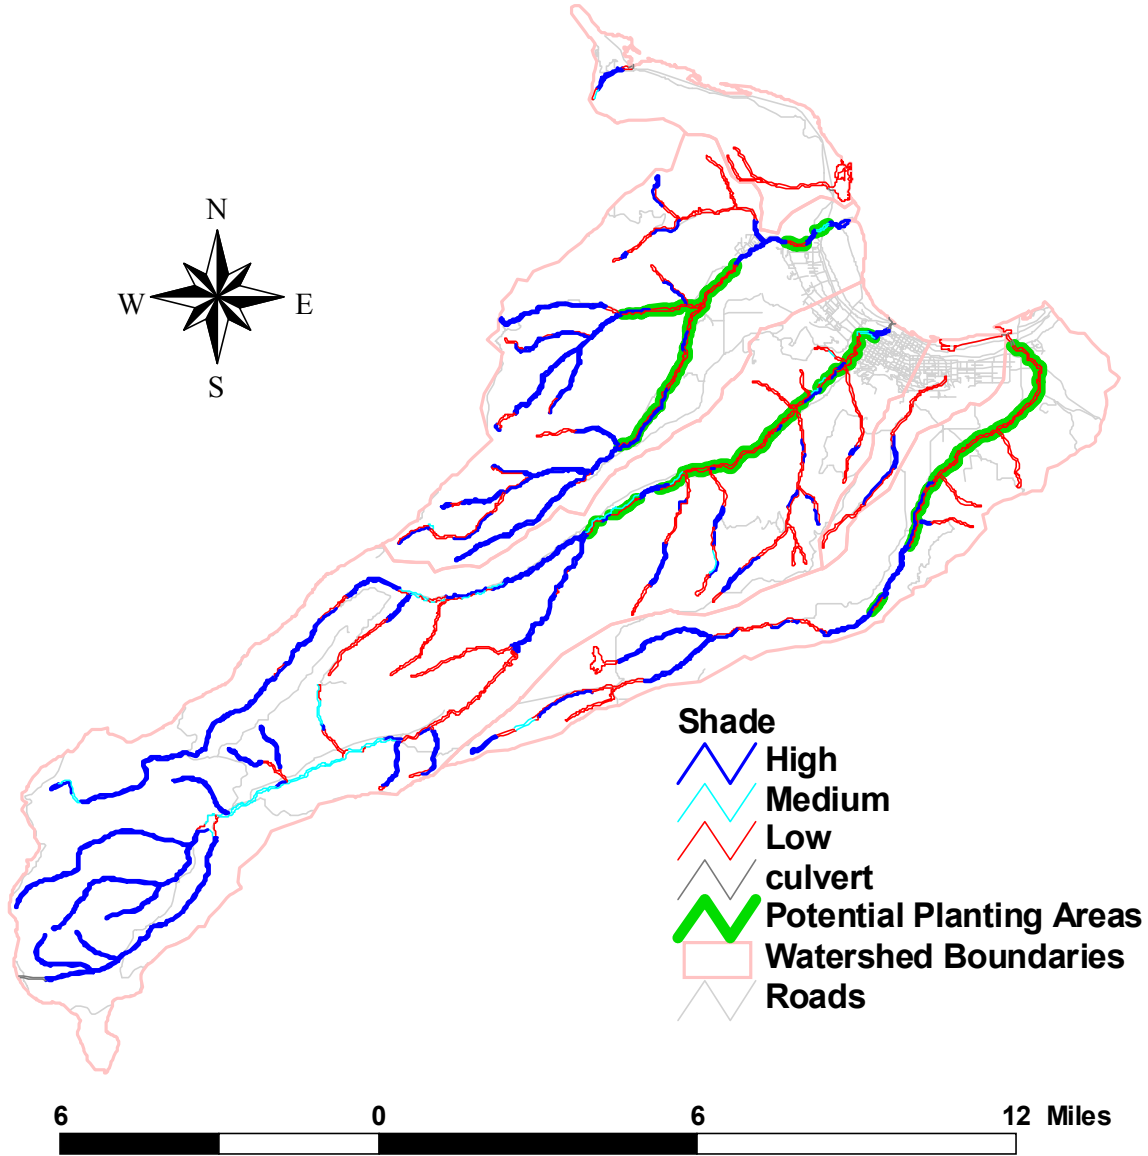 N
W E
S
Shade
High
Medium
Low
culvert
Potential Planting Areas
Watershed Boundaries
Roads
6 0 6 12 Miles